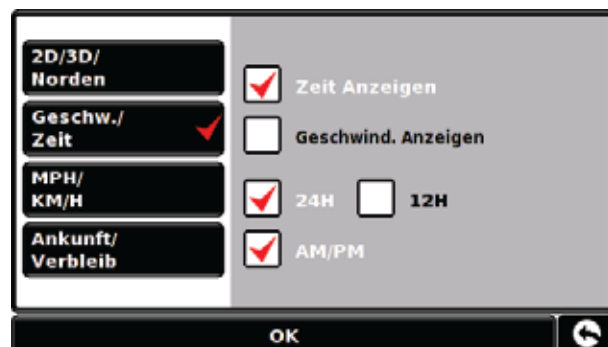 2D/3D/
Norden
Geschw./
Zeit
MPH/
KM/H
Ankunft/
Verbleib
Zeit Anzeigen
Geschwind. Anzeigen
24H 12H
AM/PM
OK